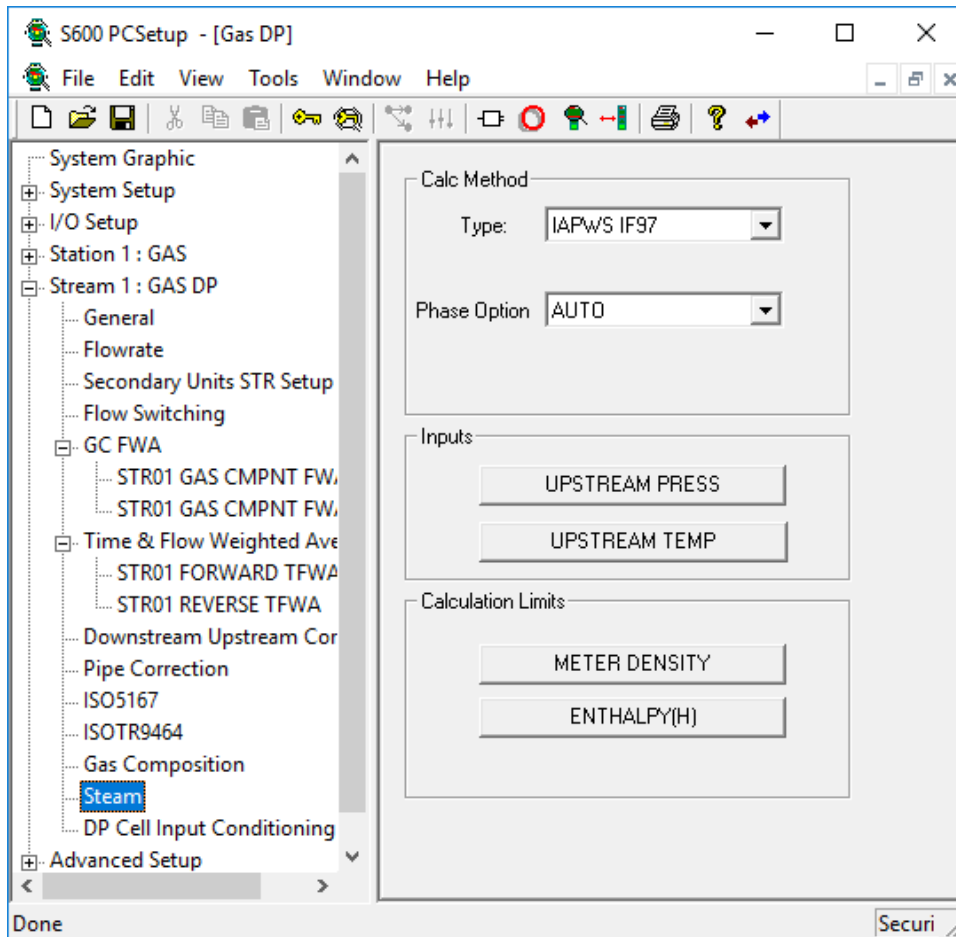 S600 PCSetup - [Gas DP]
File Edit View Tools Window Help
System Graphic
System Setup
I/O Setup
Station 1 : GAS
Stream 1 : GAS DP
General
Flowrate
Secondary Units STR Setup
Flow Switching
GC FWA
STR01 GAS CMPNT FWA
STR01 GAS CMPNT FWA
Time & Flow Weighted Ave
STR01 FORWARD TFWA
STR01 REVERSE TFWA
Downstream Upstream Cor
Pipe Correction
ISO5167
ISOTR9464
Gas Composition
Steam
DP Cell Input Conditioning
Advanced Setup
Calc Method
Type: IAPWS IF97
Phase Option AUTO
Inputs
UPSTREAM PRESS
UPSTREAM TEMP
Calculation Limits
METER DENSITY
ENTHALPY(H)
Done
Securi